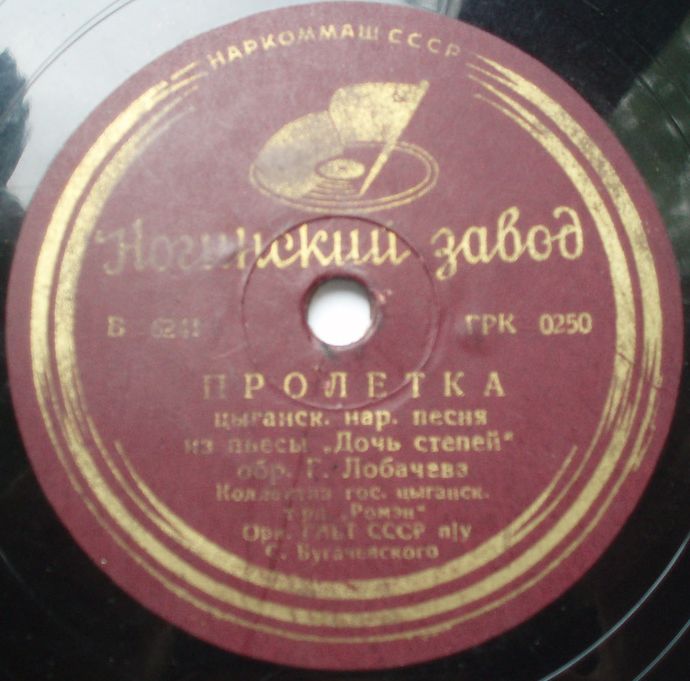 НАРКОММАШ СССР
Ногинский завод
В 6241 ГРК 0250
ПРОЛЕТКА
цыганск. нар. песня
из пьесы „Дочь степей"
обр. Г. Лобачева
Коллектив гос. цыганск.
т-ра „Ромэн"
Орк. ГАБТ СССР п/у
С. Бугачевского